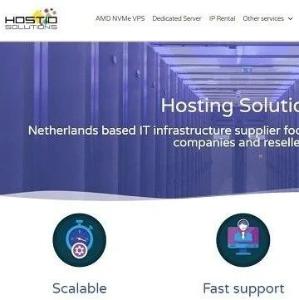 HOSTIO
SOLUTIONS
AMD NVMe VPS Dedicated Server IP Rental Other services
Hosting Solutio
Netherlands based IT infrastructure supplier foc
companies and reselle
Scalable
Fast support